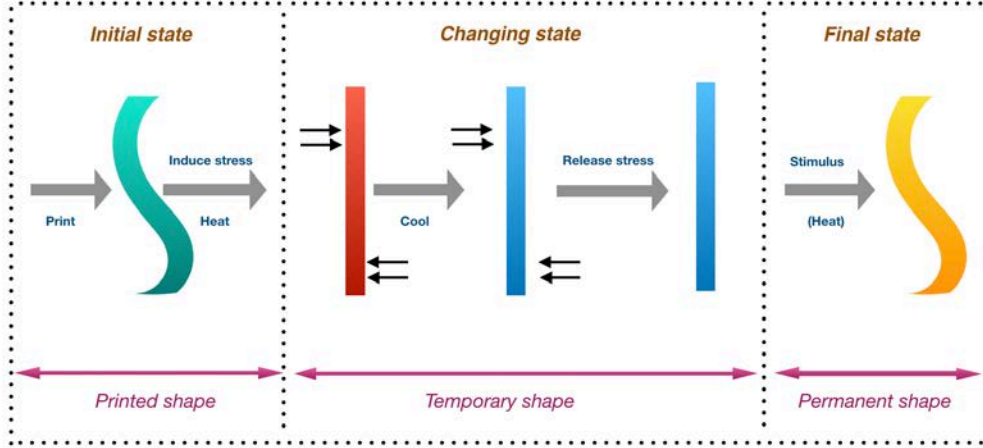 Initial state
Changing state
Final state
Induce stress
Release stress
Stimulus
Print
Heat
Cool
(Heat)
Printed shape
Temporary shape
Permanent shape